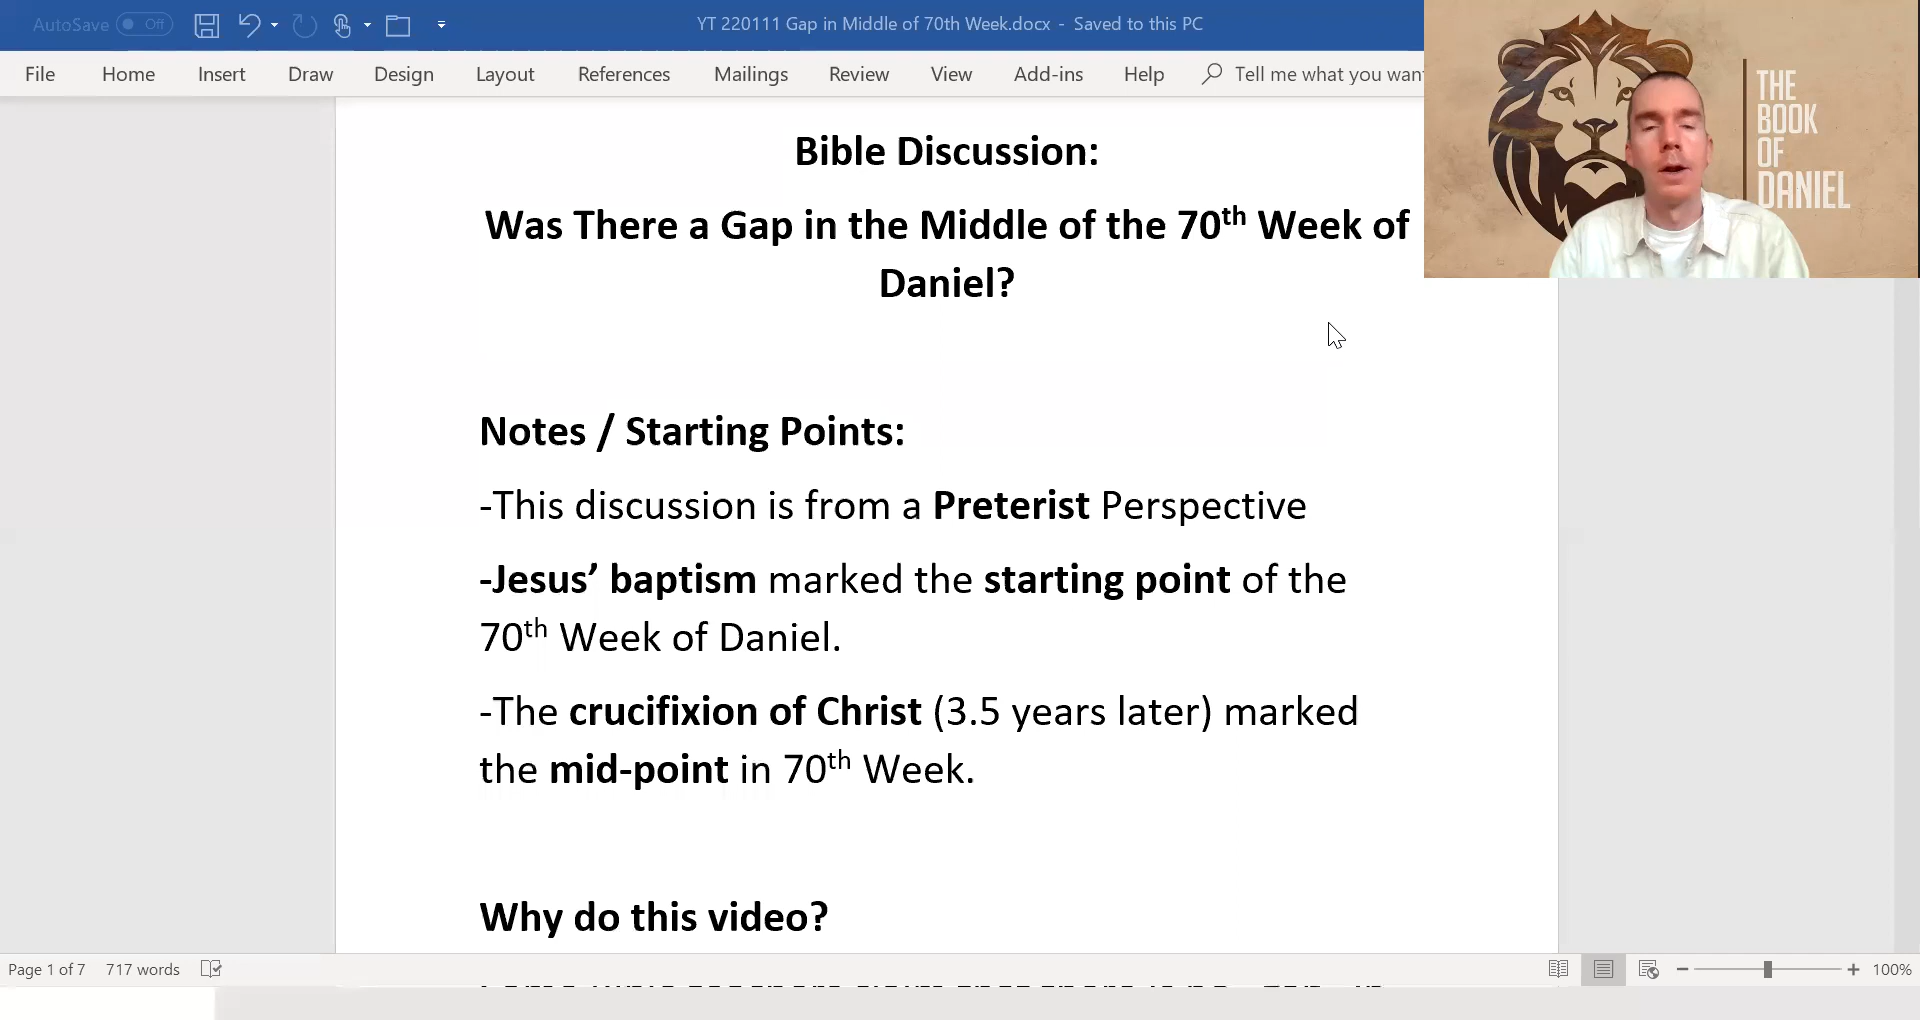 AutoSave Off
YT 220111 Gap in Middle of 70th Week.docx - Saved to this PC
File Home Insert Draw Design Layout References Mailings Review View Add-ins Help Tell me what you wan
THE
BOOK
OF
DANIEL
Bible Discussion:
Was There a Gap in the Middle of the 70th Week of
Daniel?
Notes / Starting Points:
-This discussion is from a Preterist Perspective
-Jesus’ baptism marked the starting point of the
70th Week of Daniel.
-The crucifixion of Christ (3.5 years later) marked
the mid-point in 70th Week.
Why do this video?
Page 1 of 7 717 words 100%